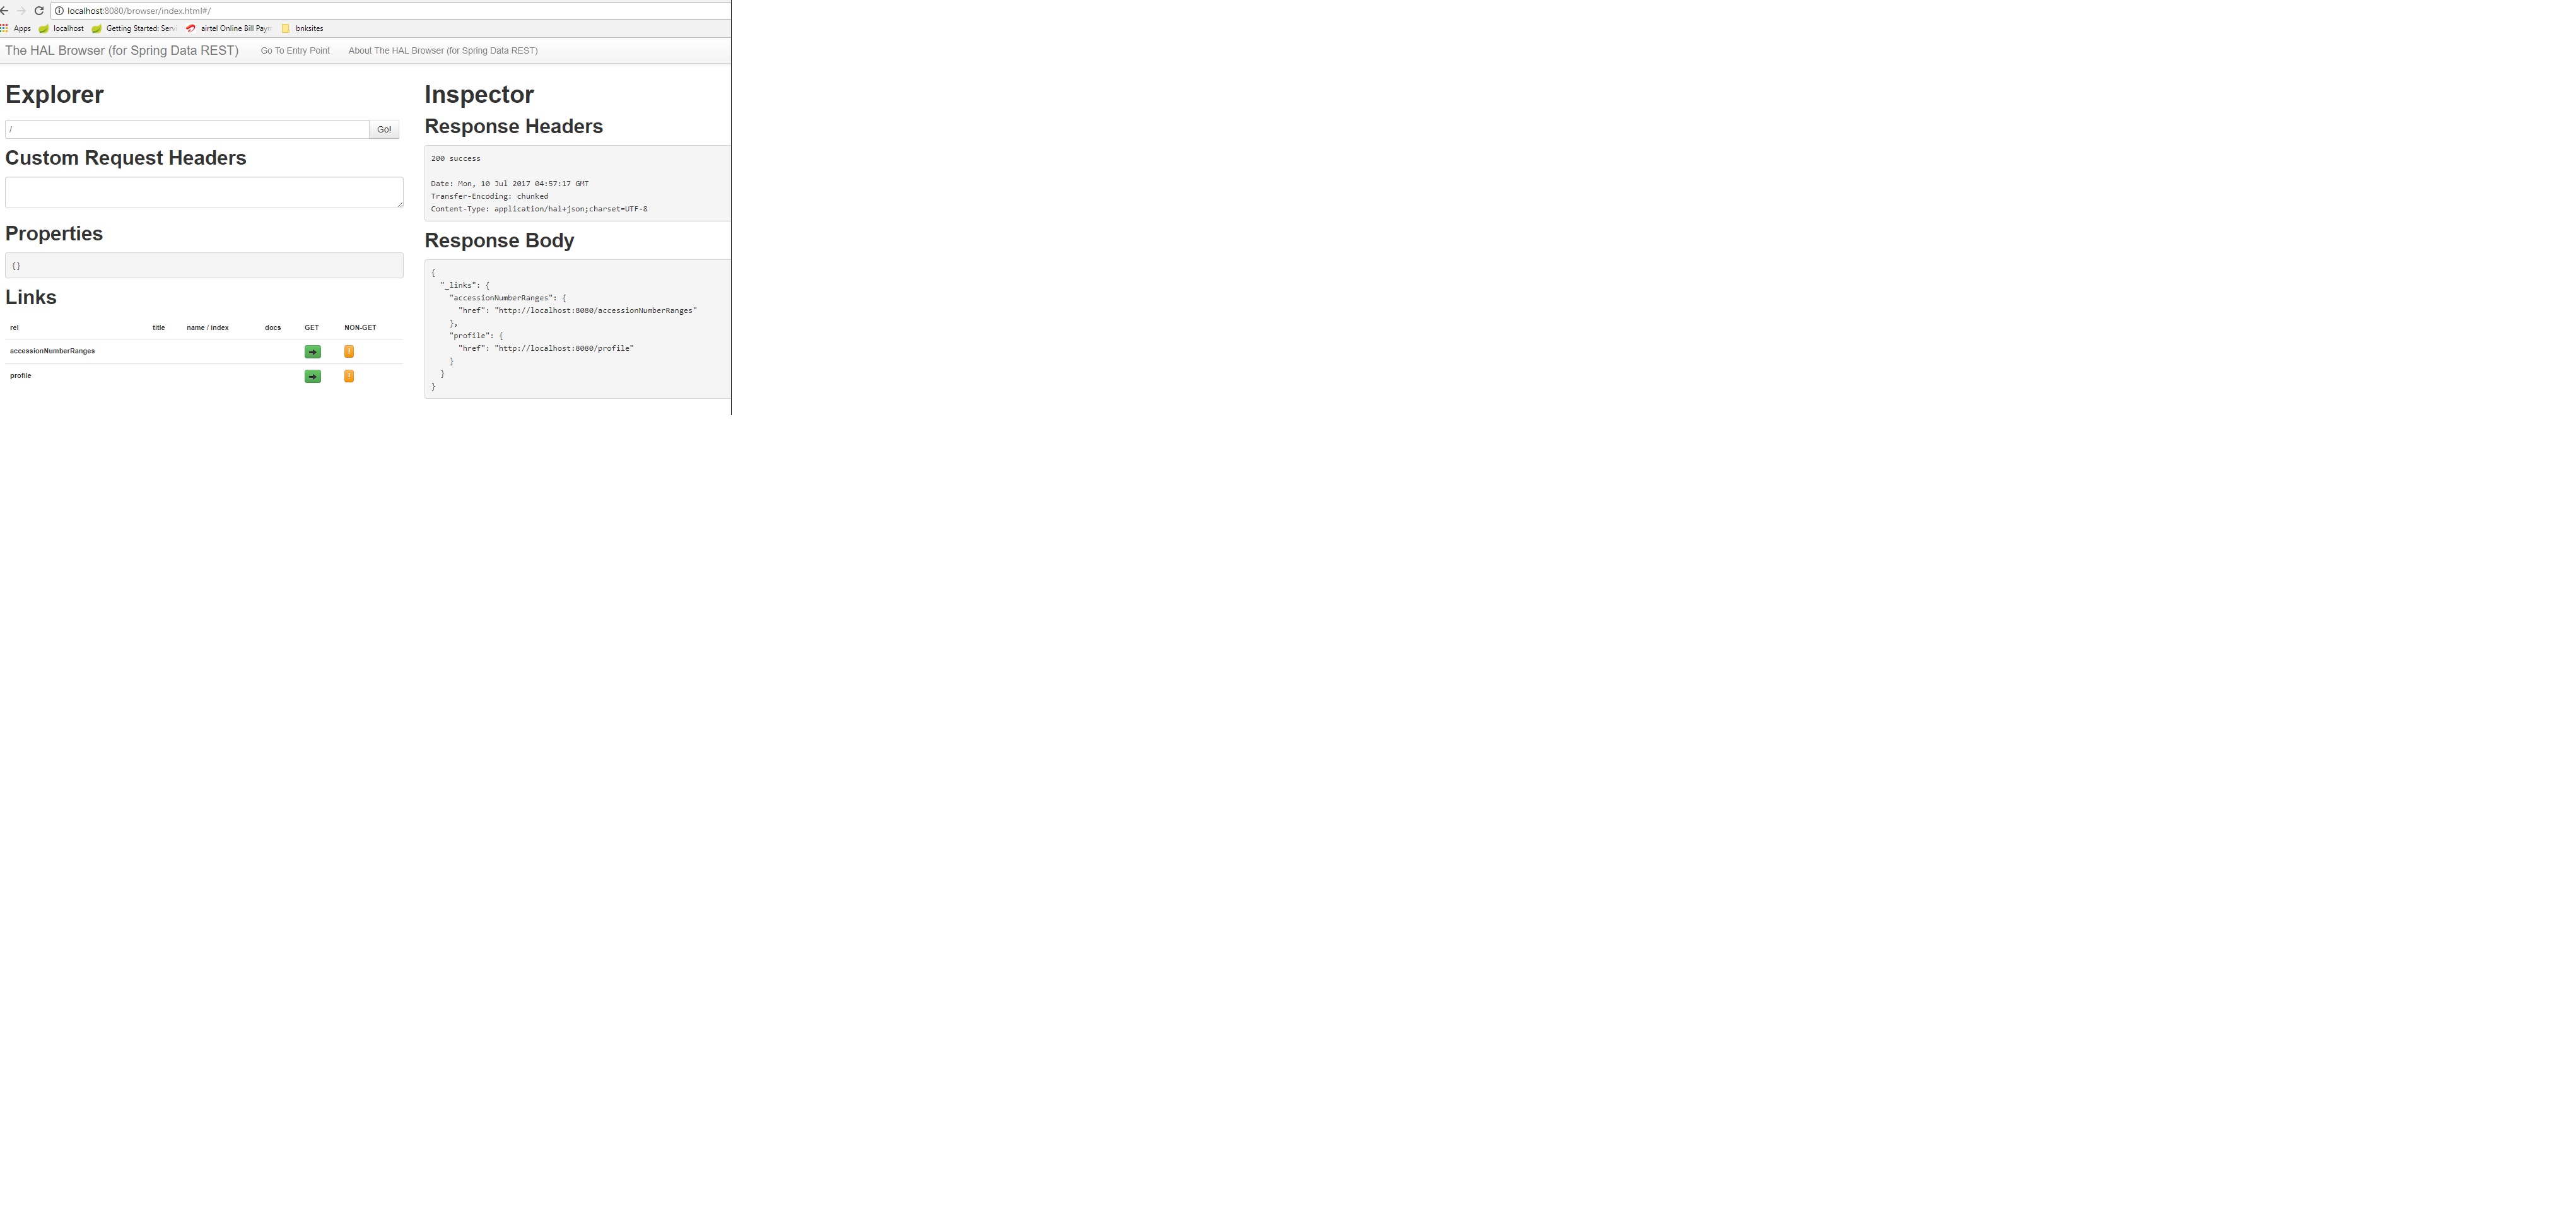 localhost:8080/browser/index.html#/
Apps localhost Getting Started: Serv airtel Online Bill Paym bnksites
The HAL Browser (for Spring Data REST) Go To Entry Point About The HAL Browser (for Spring Data REST)
Explorer
/ Go!
Custom Request Headers
Properties
{}
Links
rel title name / index docs GET NON-GET
accessionNumberRanges !
profile !
Inspector
Response Headers
200 success
Date: Mon, 10 Jul 2017 04:57:17 GMT
Transfer-Encoding: chunked
Content-Type: application/hal+json;charset=UTF-8
Response Body
{
"_links": {
"accessionNumberRanges": {
"href": "http://localhost:8080/accessionNumberRanges"
},
"profile": {
"href": "http://localhost:8080/profile"
}
}
}